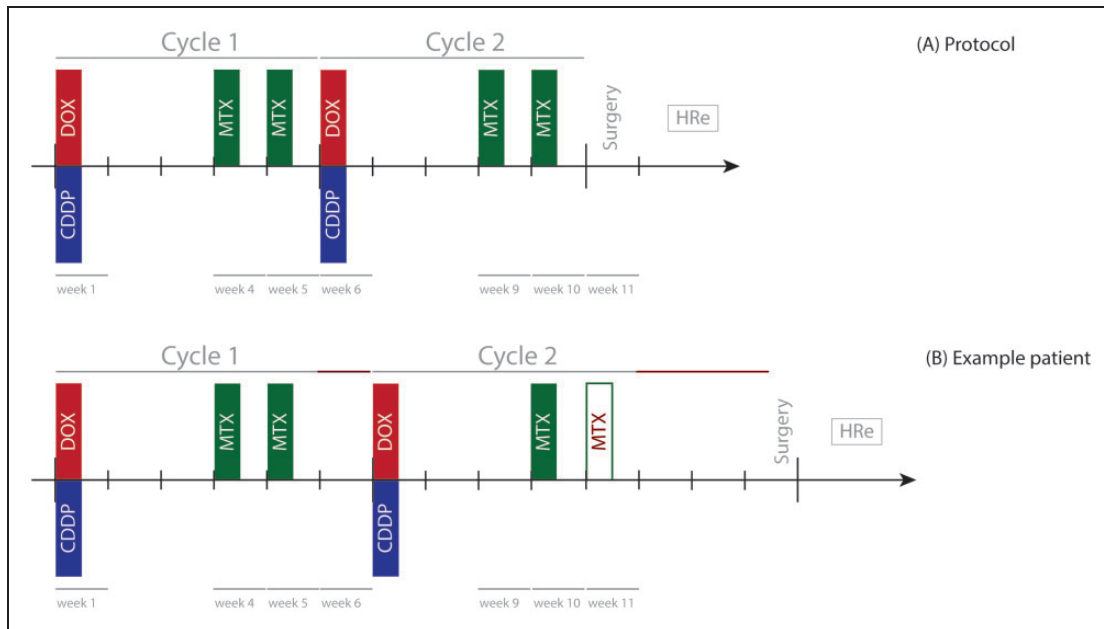 Cycle 1
Cycle 2
(A) Protocol
DOX
MTX
MTX
DOX
MTX
MTX
Surgery
HRe
CDDP
CDDP
week 1
week 4
week 5
week 6
week 9
week 10
week 11
Cycle 1
Cycle 2
(B) Example patient
DOX
MTX
MTX
DOX
MTX
MTX
Surgery
HRe
CDDP
CDDP
week 1
week 4
week 5
week 6
week 9
week 10
week 11